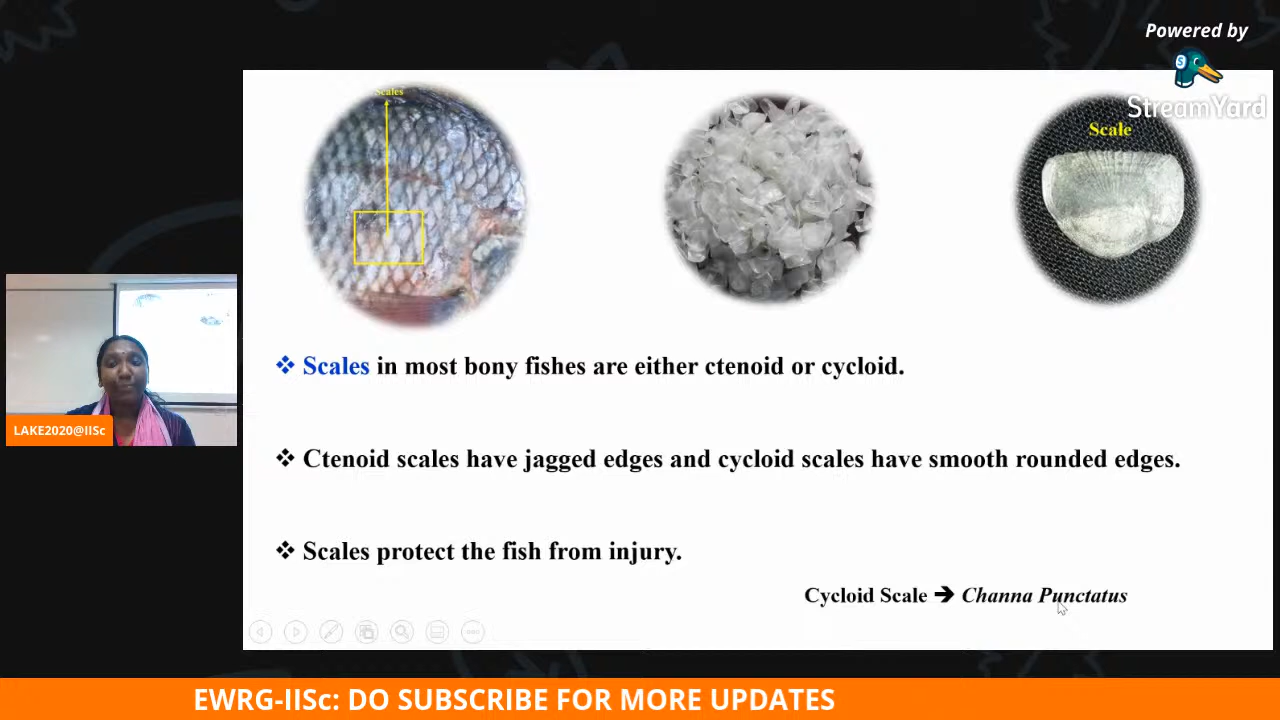 Powered by
StreamYard
Scales
Scale
❖ Scales in most bony fishes are either ctenoid or cycloid.
❖ Ctenoid scales have jagged edges and cycloid scales have smooth rounded edges.
❖ Scales protect the fish from injury.
Cycloid Scale ➔ Channa Punctatus
LAKE2020@IISc
EWRG-IISc: DO SUBSCRIBE FOR MORE UPDATES